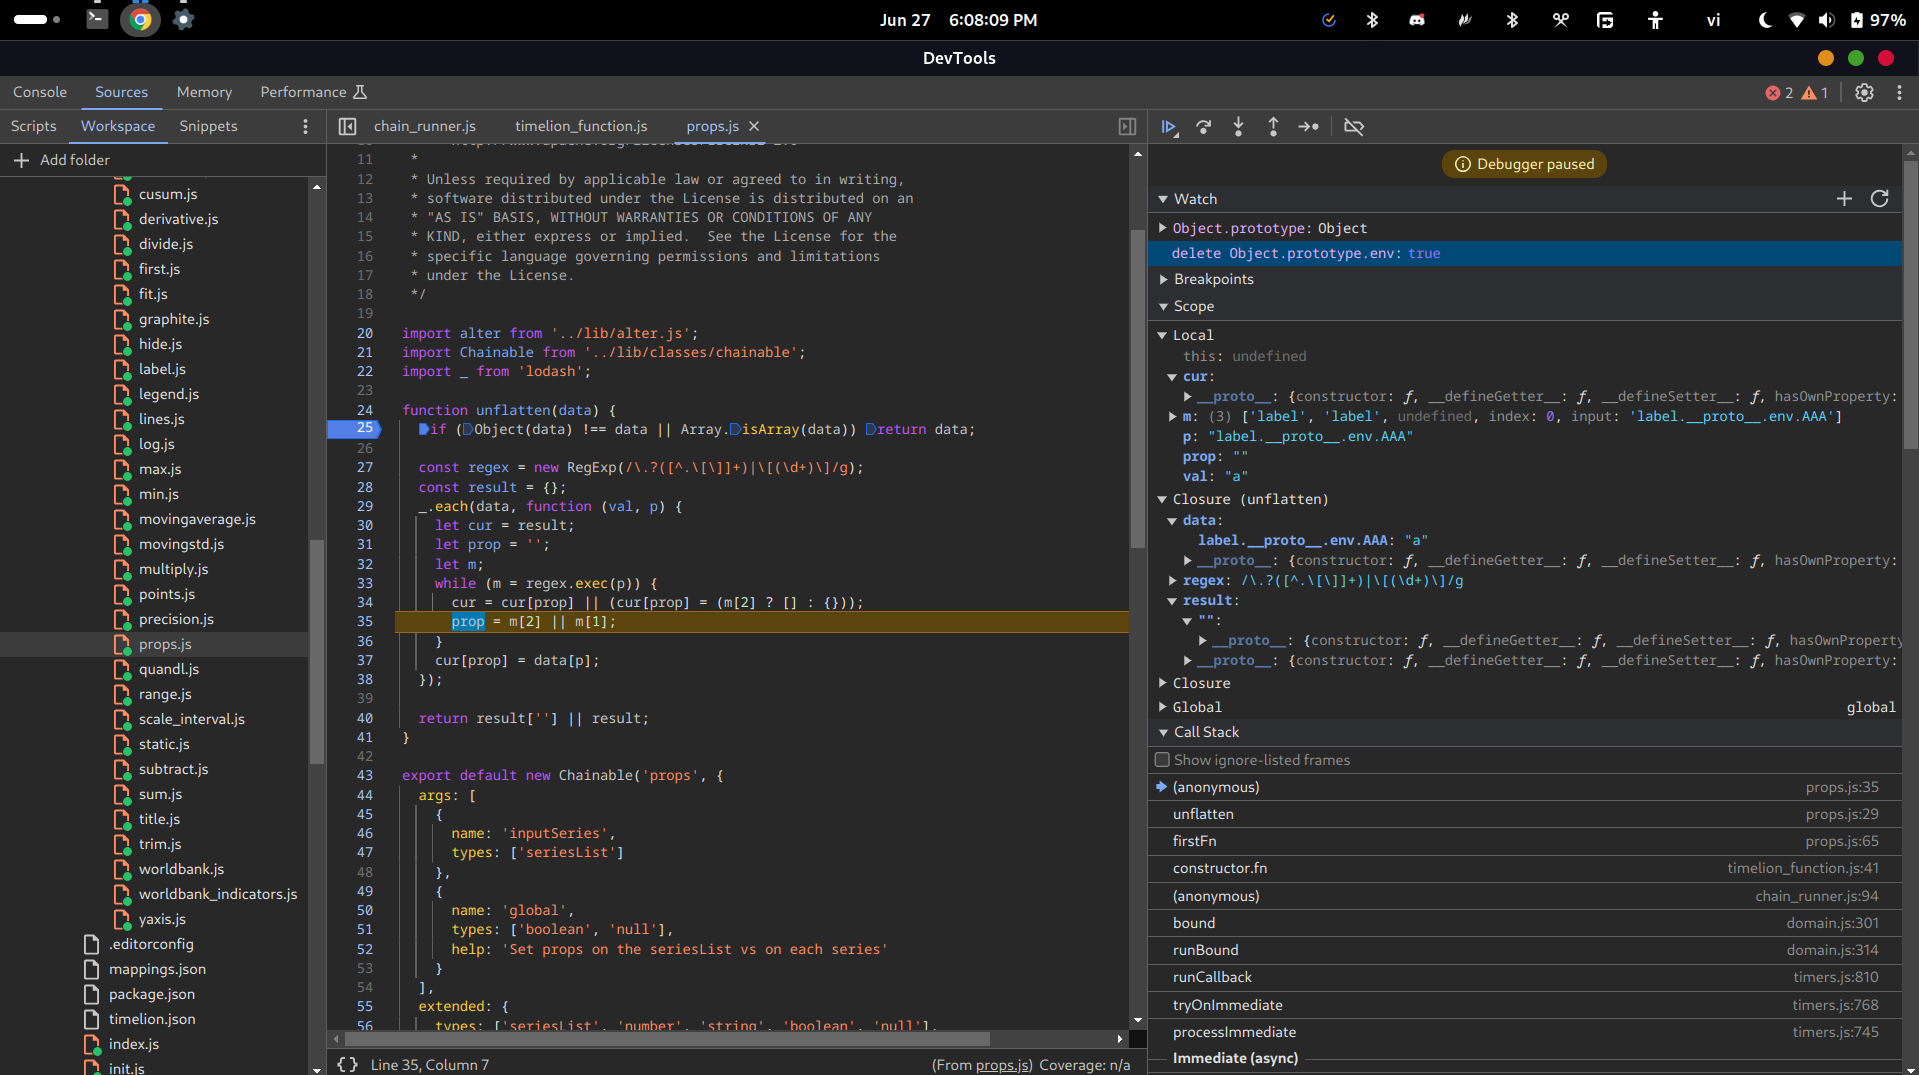 Jun 27 6:08:09 PM
vi
97%
DevTools
Console
Sources
Memory
Performance
2
1
Scripts
Workspace
Snippets
Add folder
cusum.js
derivative.js
divide.js
first.js
fit.js
graphite.js
hide.js
label.js
legend.js
lines.js
log.js
max.js
min.js
movingaverage.js
movingstd.js
multiply.js
points.js
precision.js
props.js
quandl.js
range.js
scale_interval.js
static.js
subtract.js
sum.js
title.js
trim.js
worldbank.js
worldbank_indicators.js
yaxis.js
.editorconfig
mappings.json
package.json
timelion.json
index.js
init.js
chain_runner.js
timelion_function.js
props.js
11 *
12 * Unless required by applicable law or agreed to in writing,
13 * software distributed under the License is distributed on an
14 * "AS IS" BASIS, WITHOUT WARRANTIES OR CONDITIONS OF ANY
15 * KIND, either express or implied.  See the License for the
16 * specific language governing permissions and limitations
17 * under the License.
18 */
19
20 import alter from '../lib/alter.js';
21 import Chainable from '../lib/classes/chainable';
22 import _ from 'lodash';
23
24 function unflatten(data) {
25 if (Object(data) !== data || Array.isArray(data)) return data;
26
27 const regex = new RegExp(/\.?([^.\[\]]+)|\[(\d+)\]/g);
28 const result = {};
29 _.each(data, function (val, p) {
30 let cur = result;
31 let prop = '';
32 let m;
33 while (m = regex.exec(p)) {
34 cur = cur[prop] || (cur[prop] = (m[2] ? [] : {}));
35 prop = m[2] || m[1];
36 }
37 cur[prop] = data[p];
38 });
39
40 return result[''] || result;
41 }
42
43 export default new Chainable('props', {
44 args: [
45 {
46 name: 'inputSeries',
47 types: ['seriesList']
48 },
49 {
50 name: 'global',
51 types: ['boolean', 'null'],
52 help: 'Set props on the seriesList vs on each series'
53 }
54 ],
55 extended: {
56 types: ['seriesList', 'number', 'string', 'boolean', 'null'],
{} Line 35, Column 7
(From props.js) Coverage: n/a
Debugger paused
Watch
Object.prototype: Object
delete Object.prototype.env: true
Breakpoints
Scope
Local
this: undefined
cur:
__proto__: {constructor: ƒ, __defineGetter__: ƒ, __defineSetter__: ƒ, hasOwnProperty:
m: (3) ['label', 'label', undefined, index: 0, input: 'label.__proto__.env.AAA']
p: "label.__proto__.env.AAA"
prop: ""
val: "a"
Closure (unflatten)
data:
label.__proto__.env.AAA: "a"
__proto__: {constructor: ƒ, __defineGetter__: ƒ, __defineSetter__: ƒ, hasOwnProperty:
regex: /\.?([^.\[\]]+)|\[(\d+)\]/g
result:
"":
__proto__: {constructor: ƒ, __defineGetter__: ƒ, __defineSetter__: ƒ, hasOwnProperty
__proto__: {constructor: ƒ, __defineGetter__: ƒ, __defineSetter__: ƒ, hasOwnProperty:
Closure
Global global
Call Stack
Show ignore-listed frames
(anonymous) props.js:35
unflatten props.js:29
firstFn props.js:65
constructor.fn timelion_function.js:41
(anonymous) chain_runner.js:94
bound domain.js:301
runBound domain.js:314
runCallback timers.js:810
tryOnImmediate timers.js:768
processImmediate timers.js:745
Immediate (async)